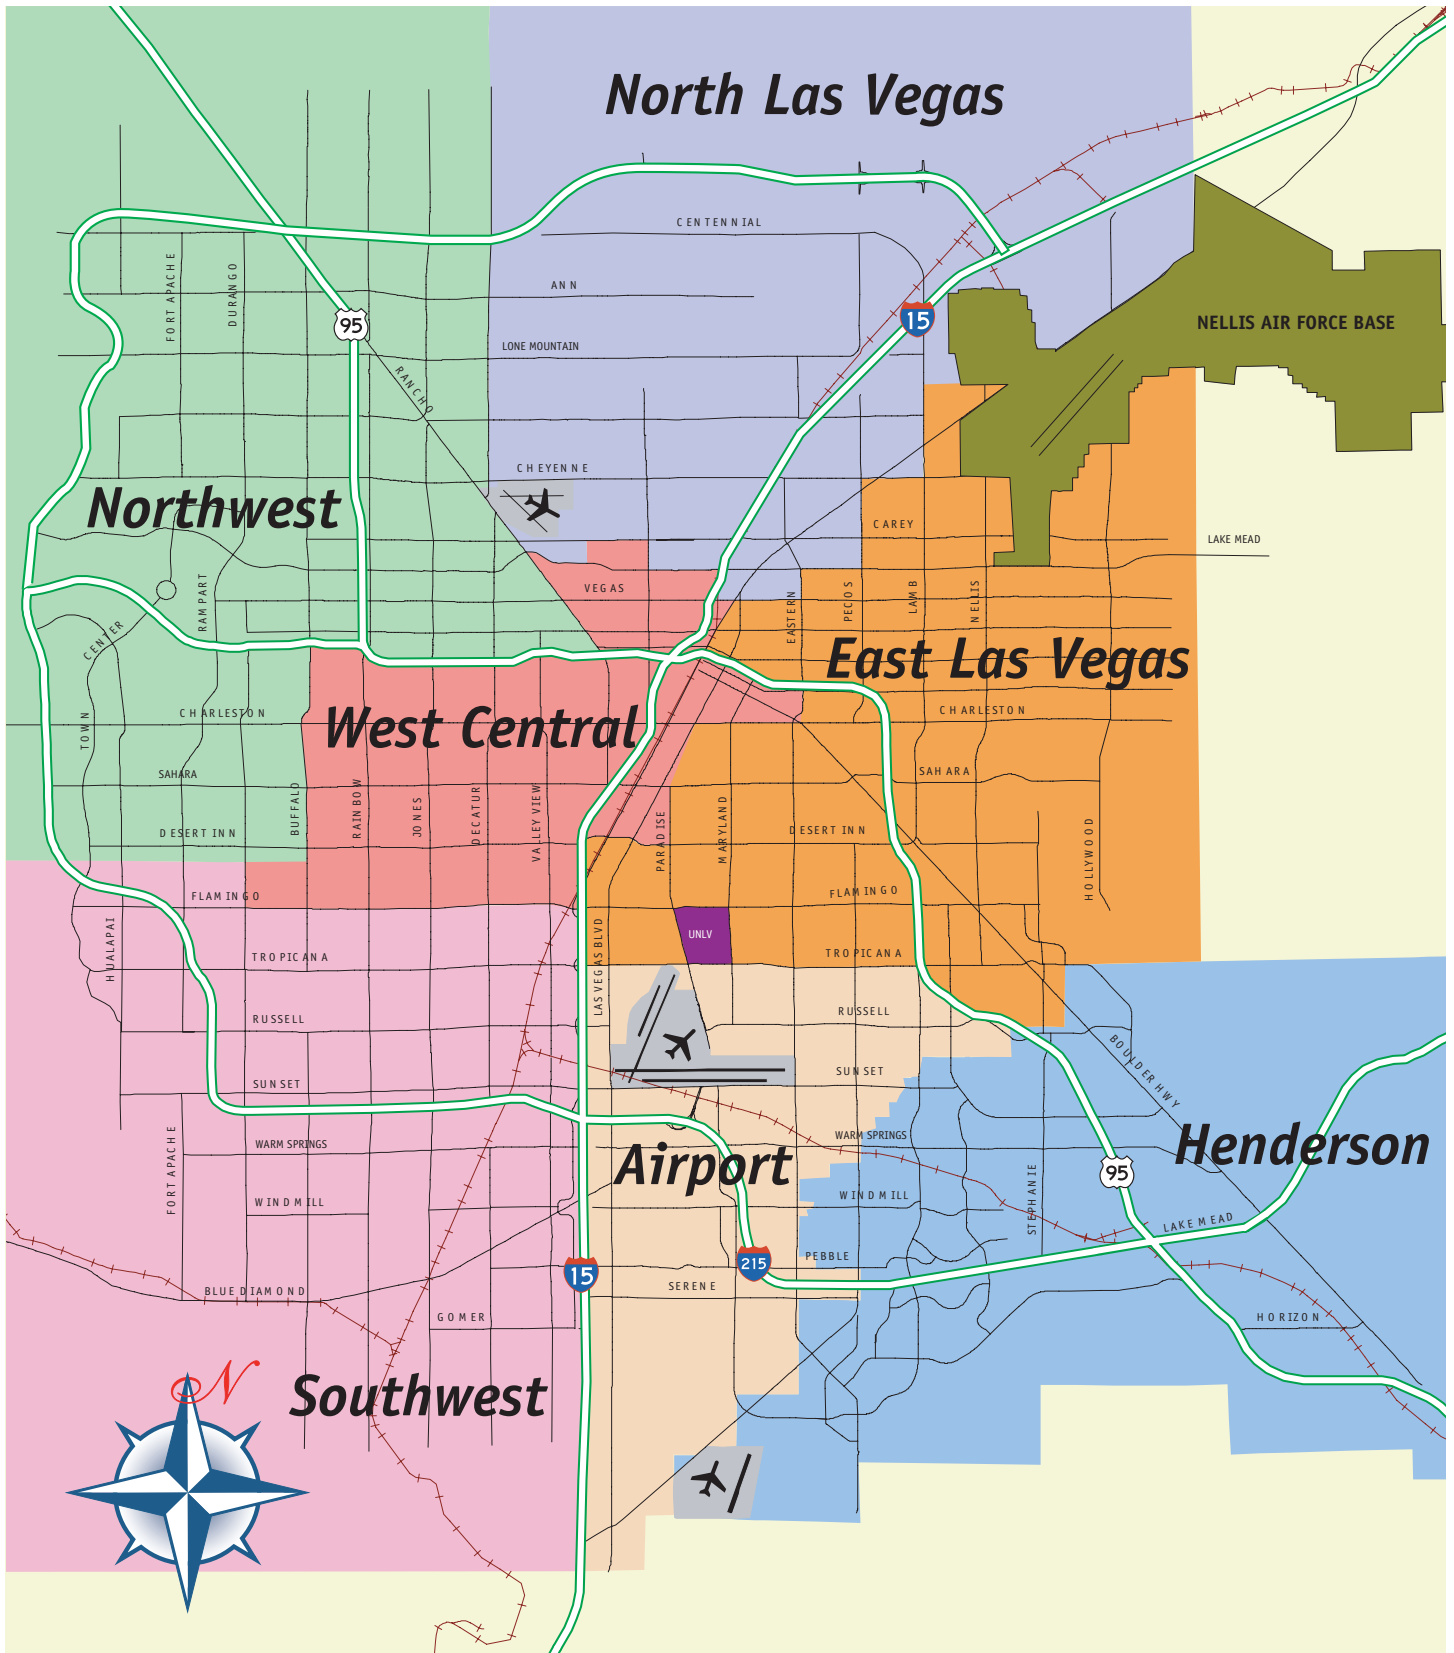 North Las Vegas
CENTENNIAL
FORT APACHE
DURANGO
ANN
95
15
NELLIS AIR FORCE BASE
LONE MOUNTAIN
RANCHO
CHEYENNE
Northwest
CAREY
LAKE MEAD
VEGAS
RAMPART
EASTERN
PECOS
LAMB
NELLIS
CENTER
East Las Vegas
TOWN
CHARLESTON
West Central
CHARLESTON
SAHARA
SAHARA
BUFFALO
RAINBOW
JONES
DECATUR
VALLEY VIEW
PARADISE
MARYLAND
DESERT INN
DESERT INN
HOLLYWOOD
FLAMINGO
FLAMINGO
HUALAPAI
LAS VEGAS BLVD
UNLV
TROPICANA
TROPICANA
RUSSELL
RUSSELL
BOULDER HWY
SUNSET
SUNSET
FORT APACHE
WARM SPRINGS
WARM SPRINGS
Airport
Henderson
95
WINDMILL
WINDMILL
STEPHANIE
LAKE MEAD
15
215
PEBBLE
BLUE DIAMOND
SERENE
GOMER
HORIZON
N
Southwest